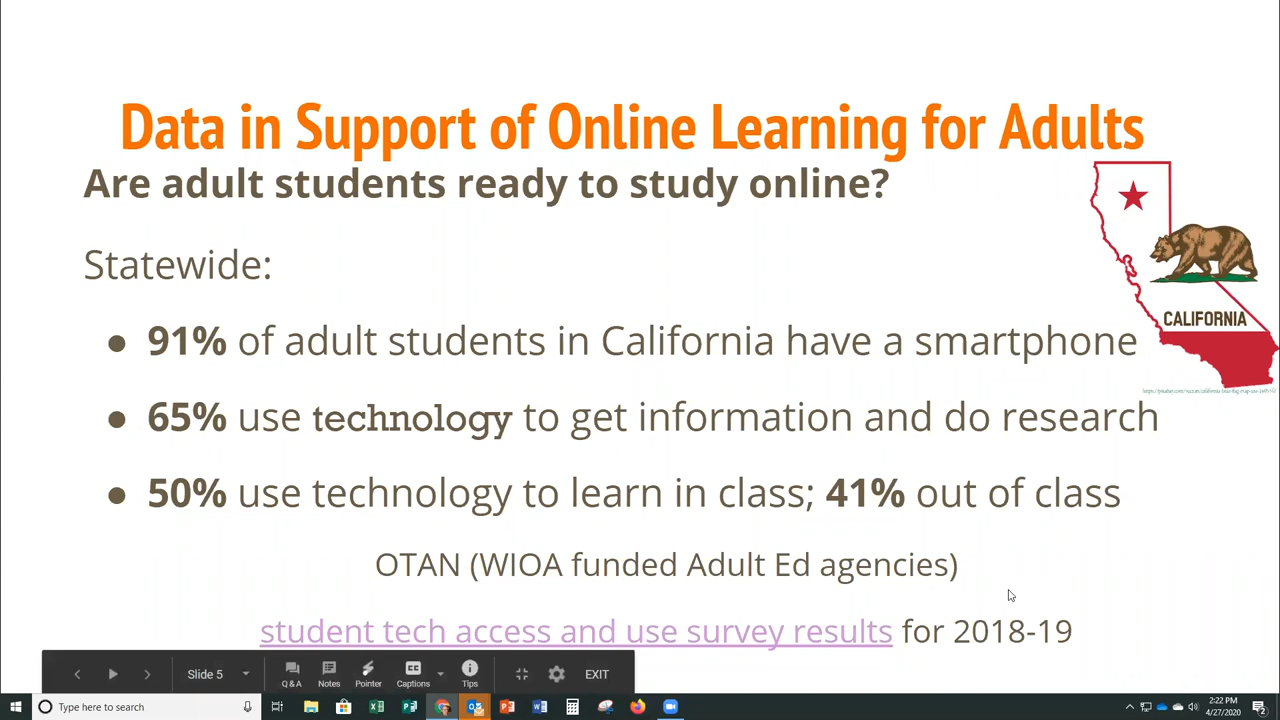 Data in Support of Online Learning for Adults
Are adult students ready to study online?
Statewide:
● 91% of adult students in California have a smartphone
● 65% use technology to get information and do research
● 50% use technology to learn in class; 41% out of class
OTAN (WIOA funded Adult Ed agencies)
student tech access and use survey results for 2018-19
CALIFORNIA
Slide 5
Q&A
Notes
Pointer
CC
Captions
Tips
EXIT
Type here to search
2:22 PM
4/27/2020
2